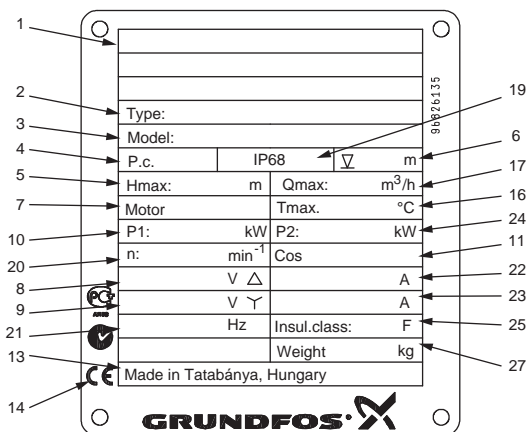 1
2
3
4
5
7
10
20
8
9
21
13
14
Type:
Model:
P.c. IP68 m
Hmax: m Qmax: m³/h
Motor Tmax. °C
P1: kW P2: kW
n: min⁻¹ Cos
V △ A
V A
Hz Insul.class: F
Weight kg
Made in Tatabánya, Hungary
GRUNDFOS
96826135
CE
19
6
17
16
24
11
22
23
25
27